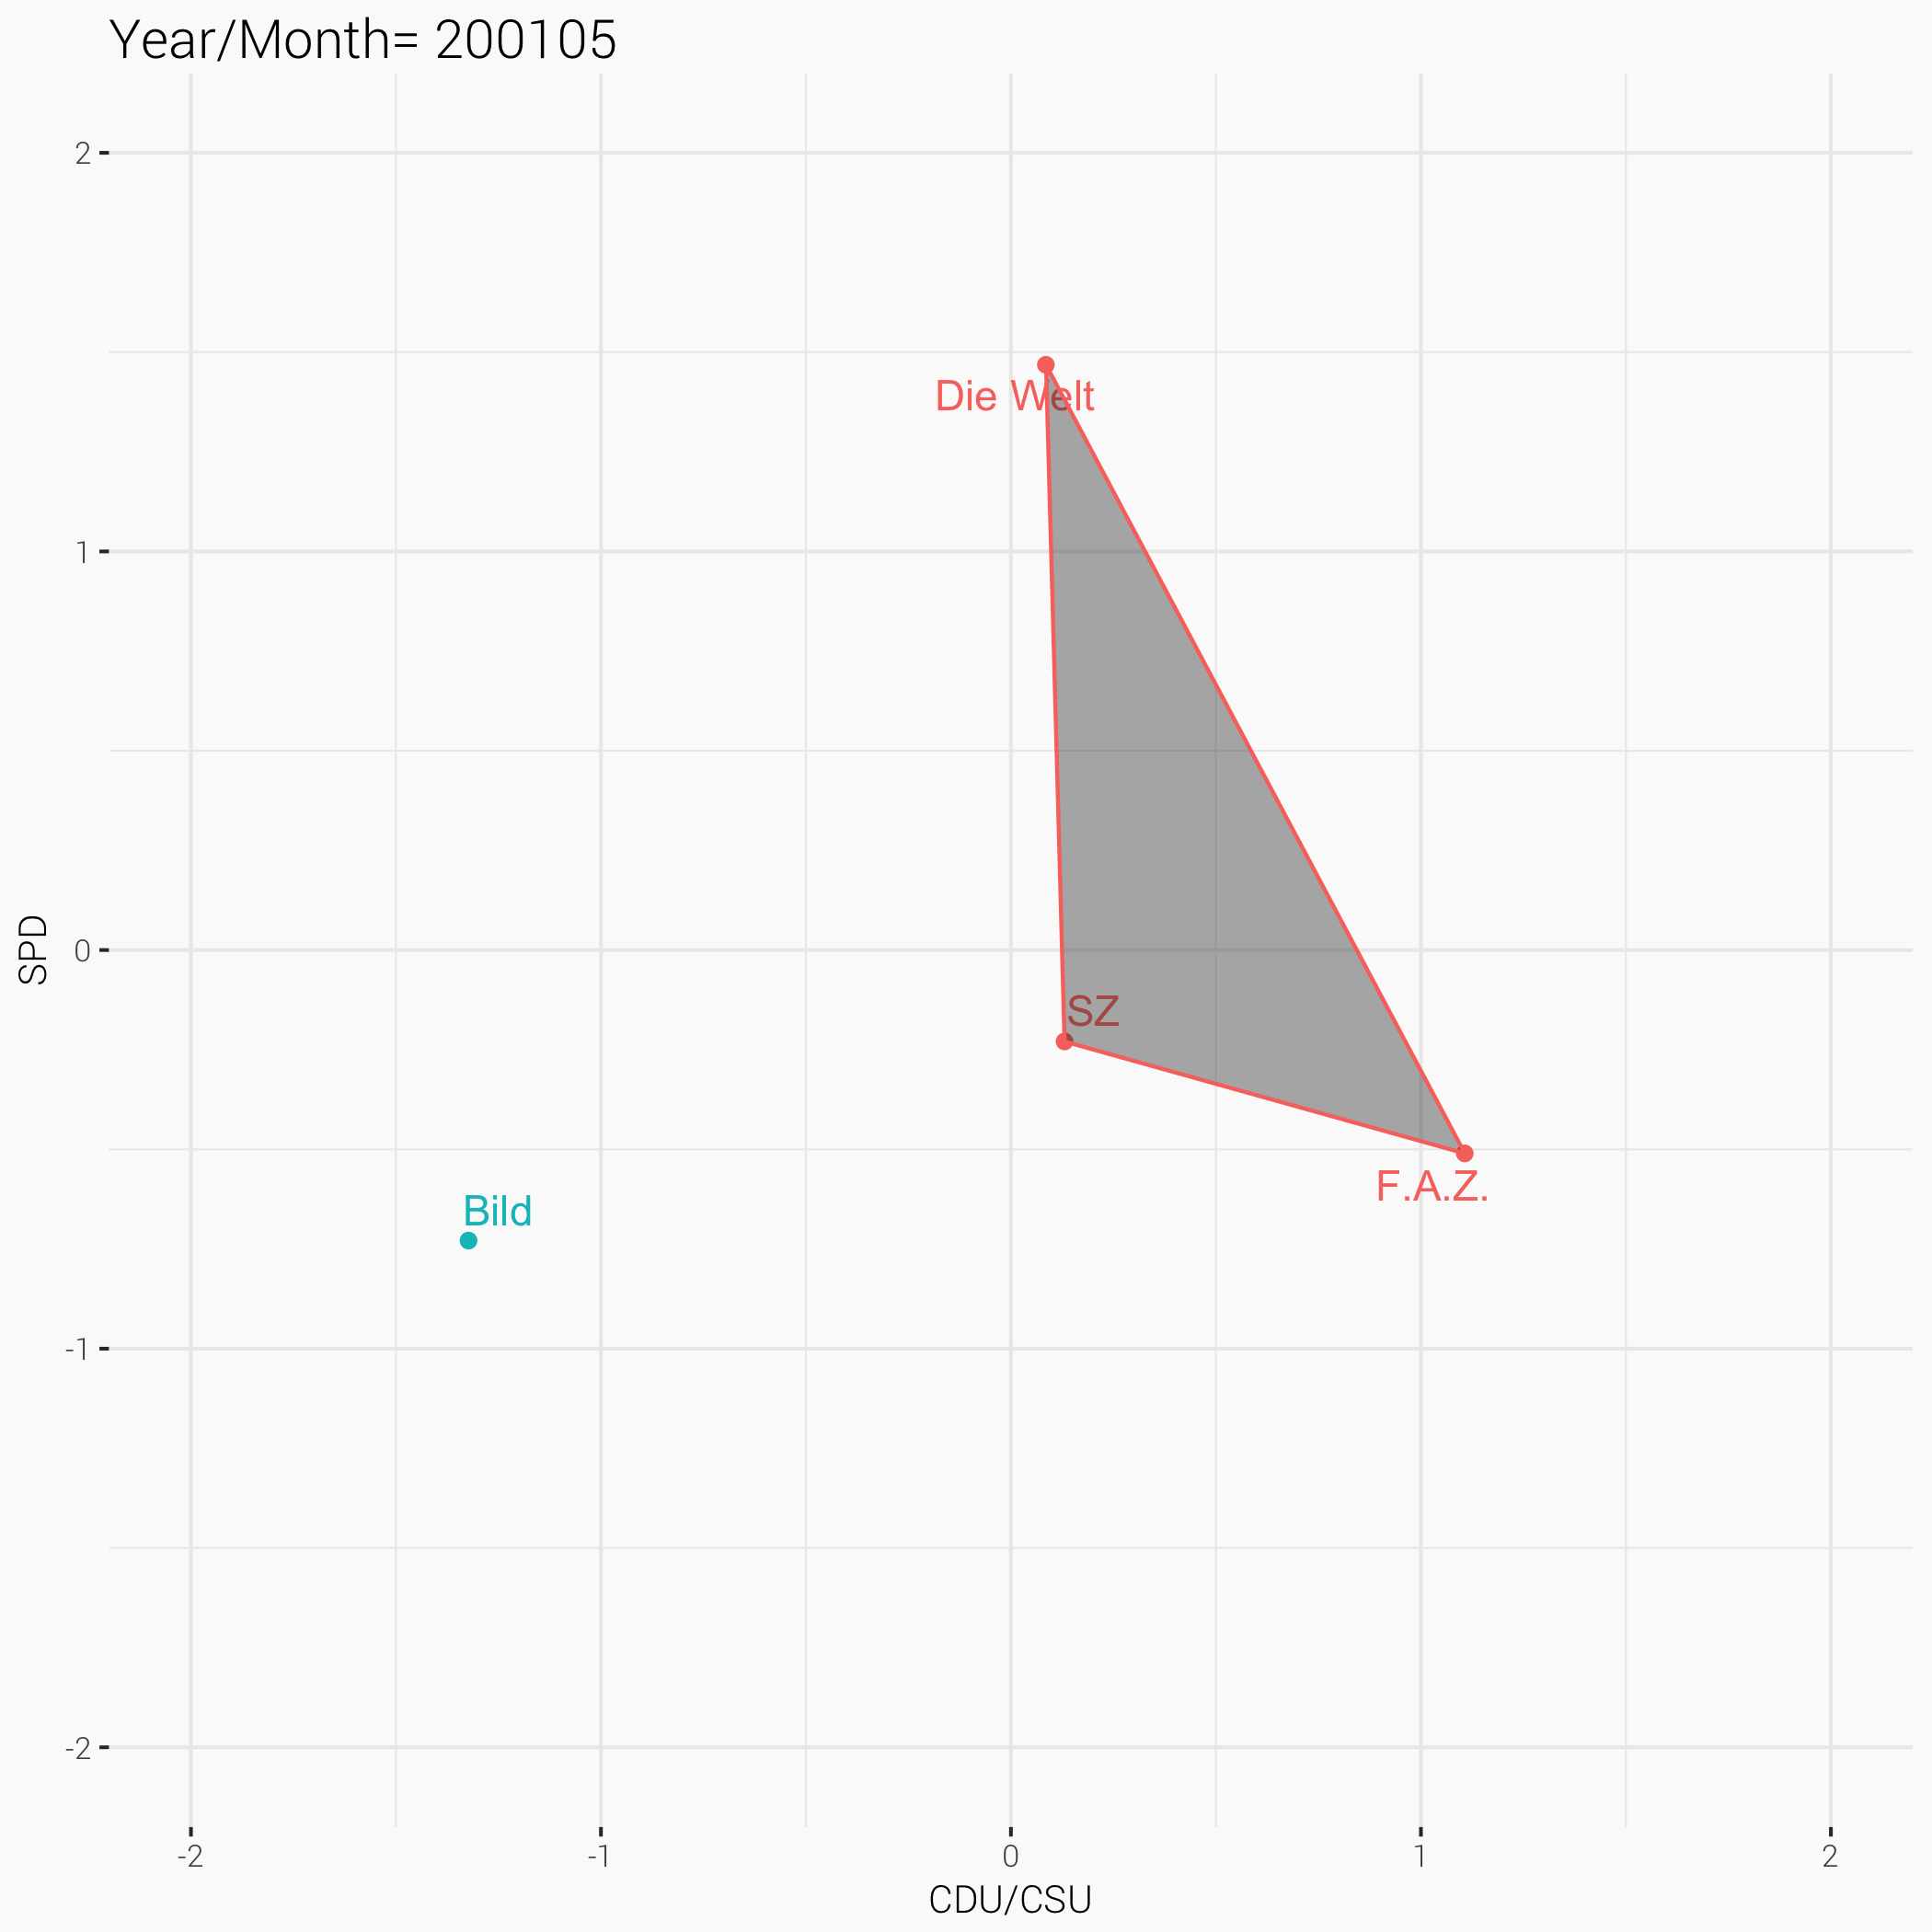 Year/Month= 200105
2
Die Welt
1
SPD
0
SZ
F.A.Z.
Bild
-1
-2
-2
-1
0
1
2
CDU/CSU